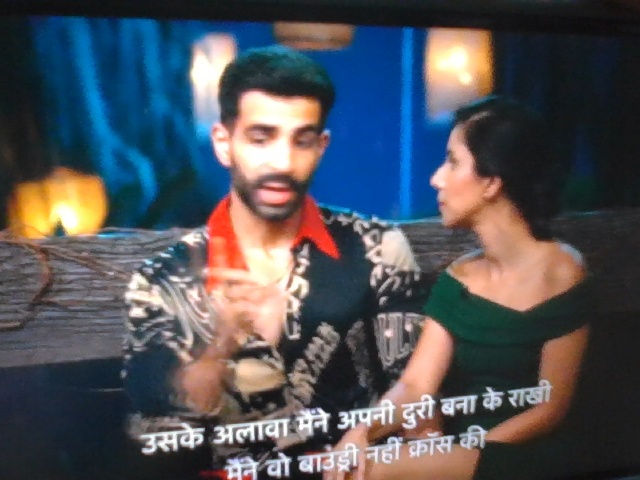 उसके अलावा मैंने अपनी दुरी बना के राखी
मैंने वो बाउंड्री नहीं क्रॉस की